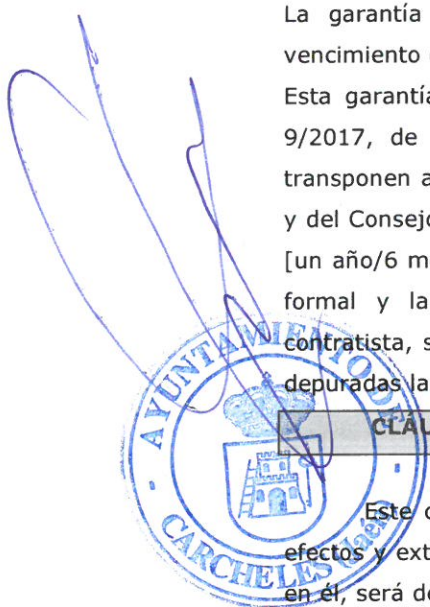 La garantía
vencimiento
Esta garantía
9/2017, de
transponen a
y del Consejo
[un año/6 m
formal y la
contratista, s
depuradas la
CLÁU
Este c
efectos y ext
en él, será de
AYUNTAMIENTO DE
CARCHELES (Jaén)